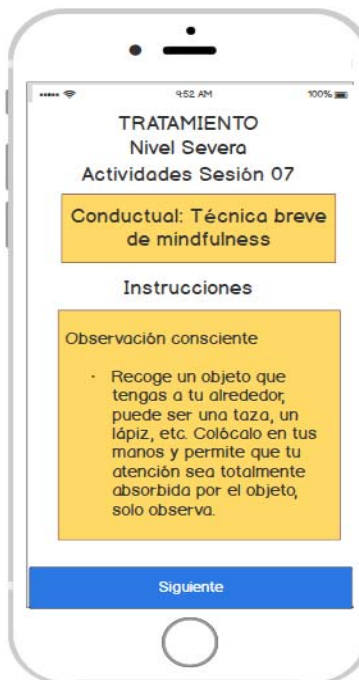 9:52 AM 100%
TRATAMIENTO
Nivel Severa
Actividades Sesión 07
Conductual: Técnica breve
de mindfulness
Instrucciones
Observación consciente
· Recoge un objeto que
tengas a tu alrededor,
puede ser una taza, un
lápiz, etc. Colócalo en tus
manos y permite que tu
atención sea totalmente
absorbida por el objeto,
solo observa.
Siguiente